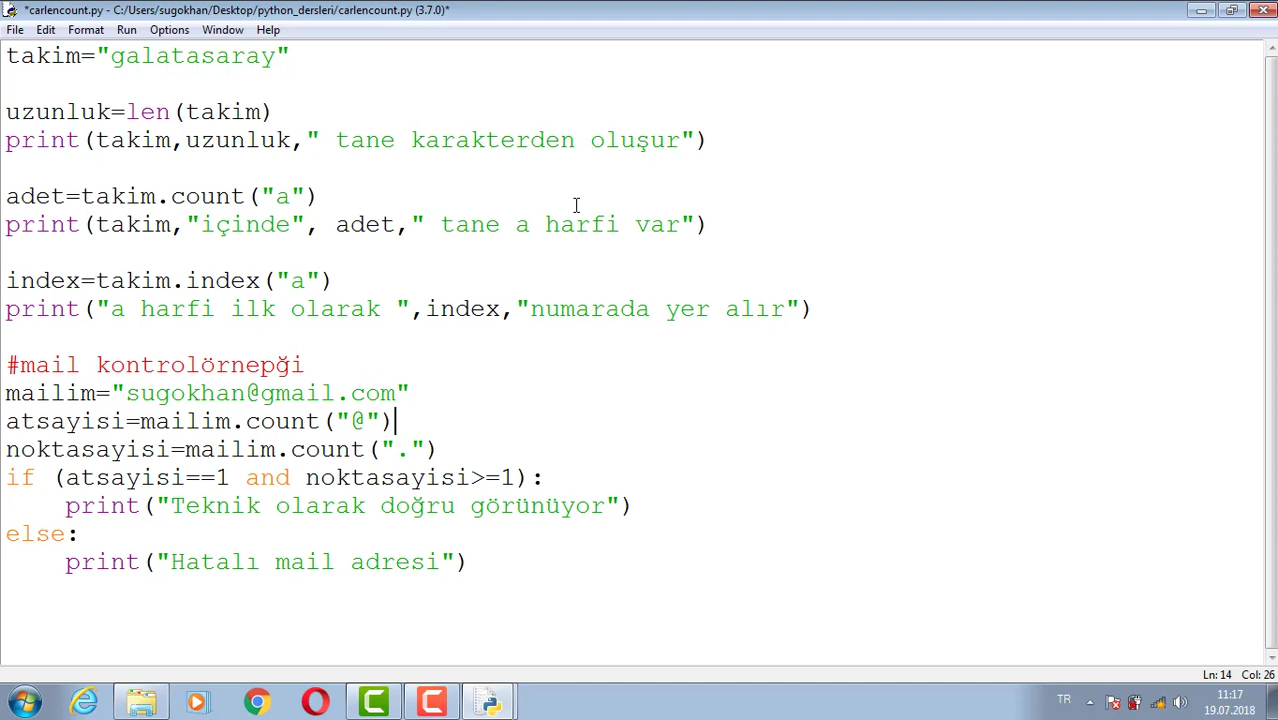 *carlencount.py - C:/Users/sugokhan/Desktop/python_dersleri/carlencount.py (3.7.0)*
File Edit Format Run Options Window Help
takim="galatasaray"
uzunluk=len(takim)
print(takim,uzunluk," tane karakterden oluşur")
adet=takim.count("a")
print(takim,"içinde", adet," tane a harfi var")
index=takim.index("a")
print("a harfi ilk olarak ",index,"numarada yer alır")
#mail kontrolörnepği
mailim="sugokhan@gmail.com"
atsayisi=mailim.count("@")
noktasayisi=mailim.count(".")
if (atsayisi==1 and noktasayisi>=1):
    print("Teknik olarak doğru görünüyor")
else:
    print("Hatalı mail adresi")
Ln: 14 Col: 26
TR
11:17
19.07.2018